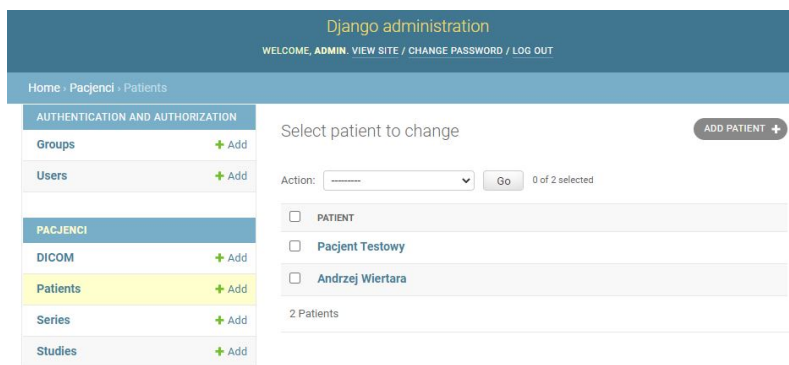 Django administration
WELCOME, ADMIN. VIEW SITE / CHANGE PASSWORD / LOG OUT
Home › Pacjenci › Patients
AUTHENTICATION AND AUTHORIZATION
Groups + Add
Users + Add
PACJENCI
DICOM + Add
Patients + Add
Series + Add
Studies + Add
Select patient to change
ADD PATIENT +
Action: --------- Go 0 of 2 selected
PATIENT
Pacjent Testowy
Andrzej Wiertara
2 Patients